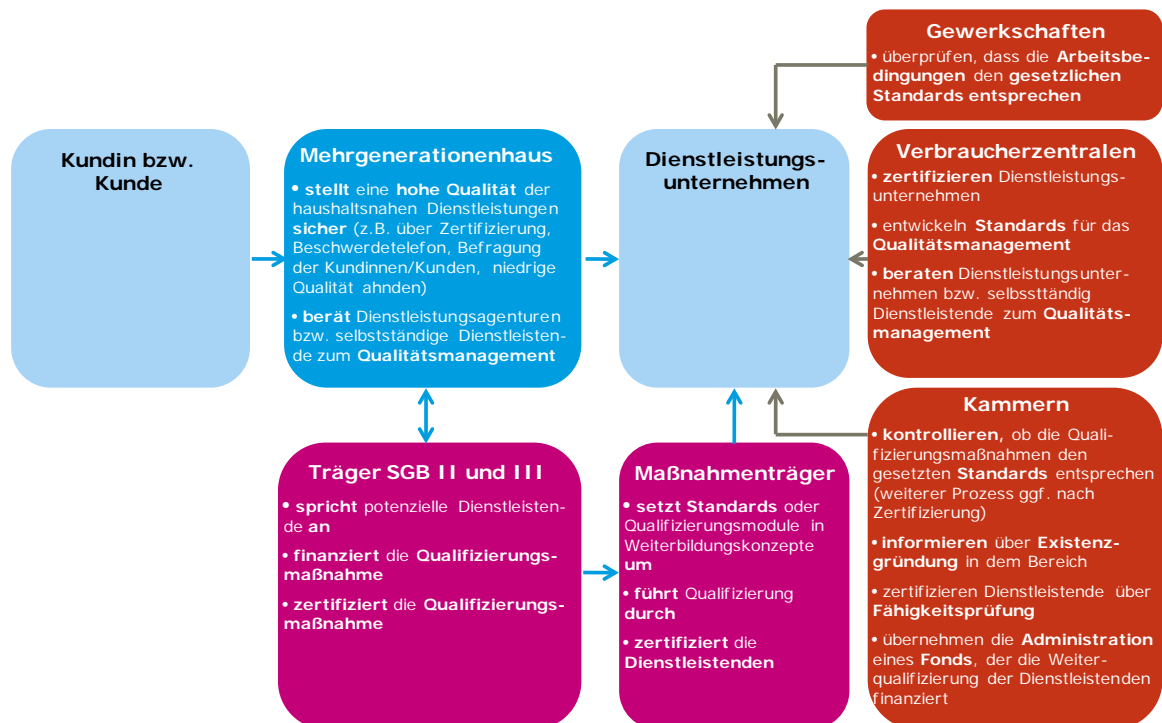 Gewerkschaften
• überprüfen, dass die Arbeitsbe-
dingungen den gesetzlichen
Standards entsprechen
Kundin bzw.
Kunde
Mehrgenerationenhaus
• stellt eine hohe Qualität der
haushaltsnahen Dienstleistungen
sicher (z.B. über Zertifizierung,
Beschwerdetelefon, Befragung
der Kundinnen/Kunden, niedrige
Qualität ahnden)
• berät Dienstleistungsagenturen
bzw. selbstständige Dienstleisten-
de zum Qualitätsmanagement
Dienstleistungs-
unternehmen
Verbraucherzentralen
• zertifizieren Dienstleistungs-
unternehmen
• entwickeln Standards für das
Qualitätsmanagement
• beraten Dienstleistungsunter-
nehmen bzw. selbssttändig
Dienstleistende zum Qualitäts-
management
Träger SGB II und III
• spricht potenzielle Dienstleisten-
de an
• finanziert die Qualifizierungs-
maßnahme
• zertifiziert die Qualifizierungs-
maßnahme
Maßnahmenträger
• setzt Standards oder
Qualifizierungsmodule in
Weiterbildungskonzepte
um
• führt Qualifizierung
durch
• zertifiziert die
Dienstleistenden
Kammern
• kontrollieren, ob die Quali-
fizierungsmaßnahmen den
gesetzten Standards entsprechen
(weiterer Prozess ggf. nach
Zertifizierung)
• informieren über Existenz-
gründung in dem Bereich
• zertifizieren Dienstleistende über
Fähigkeitsprüfung
• übernehmen die Administration
eines Fonds, der die Weiter-
qualifizierung der Dienstleistenden
finanziert